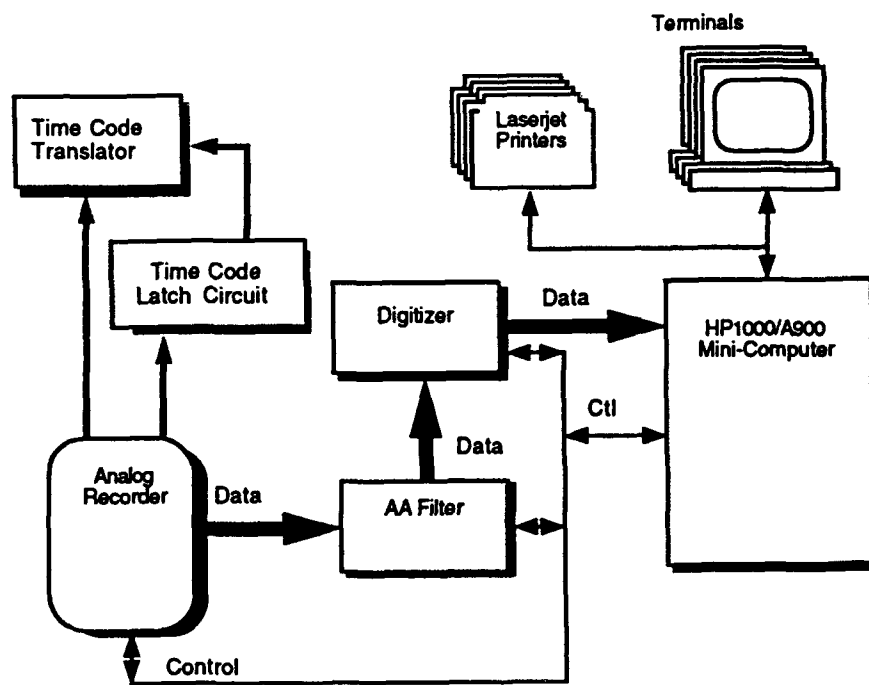 Terminals
Laserjet
Printers
Time Code
Translator
Time Code
Latch Circuit
Digitizer
Data
HP1000/A900
Mini-Computer
Ctl
Data
Analog
Recorder
Data
AA Filter
Control